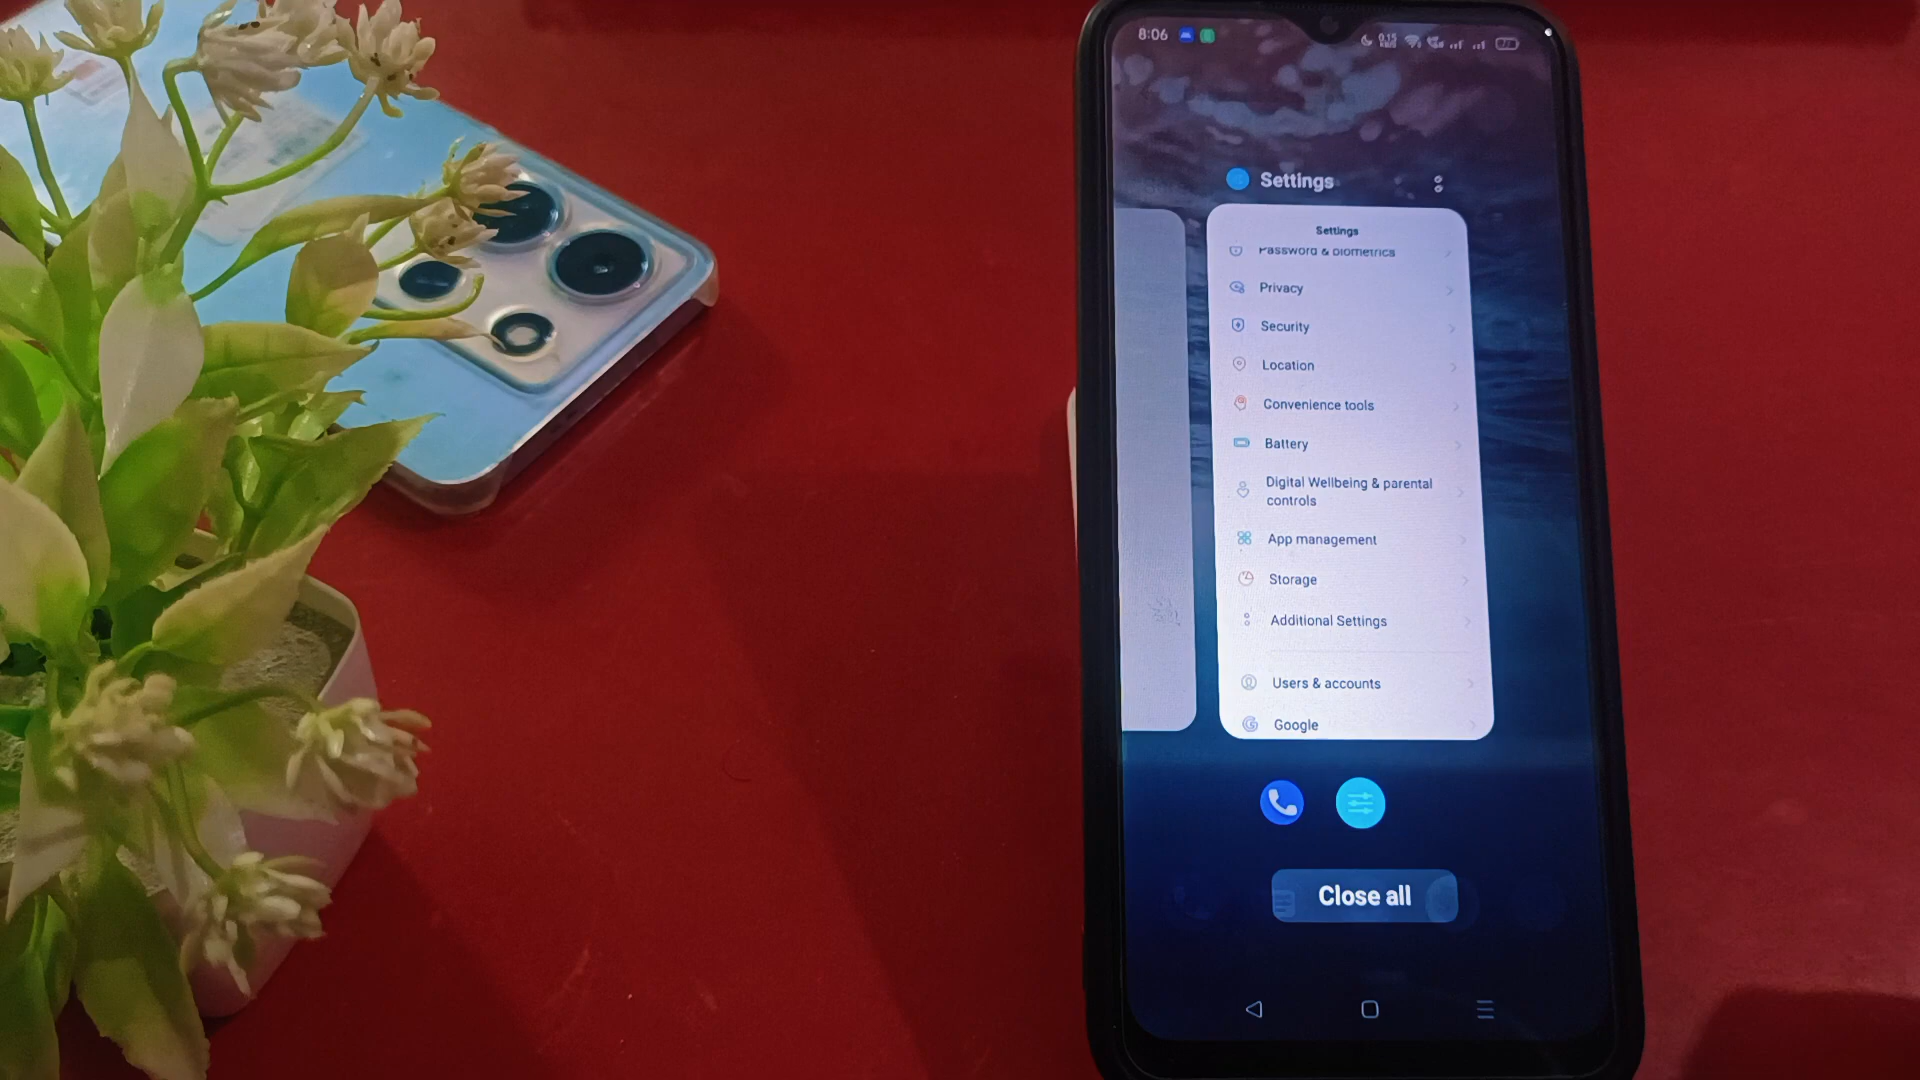 8:06
Settings
Settings
Password & biometrics
Privacy
Security
Location
Convenience tools
Battery
Digital Wellbeing & parental
controls
App management
Storage
Additional Settings
Users & accounts
Google
Close all